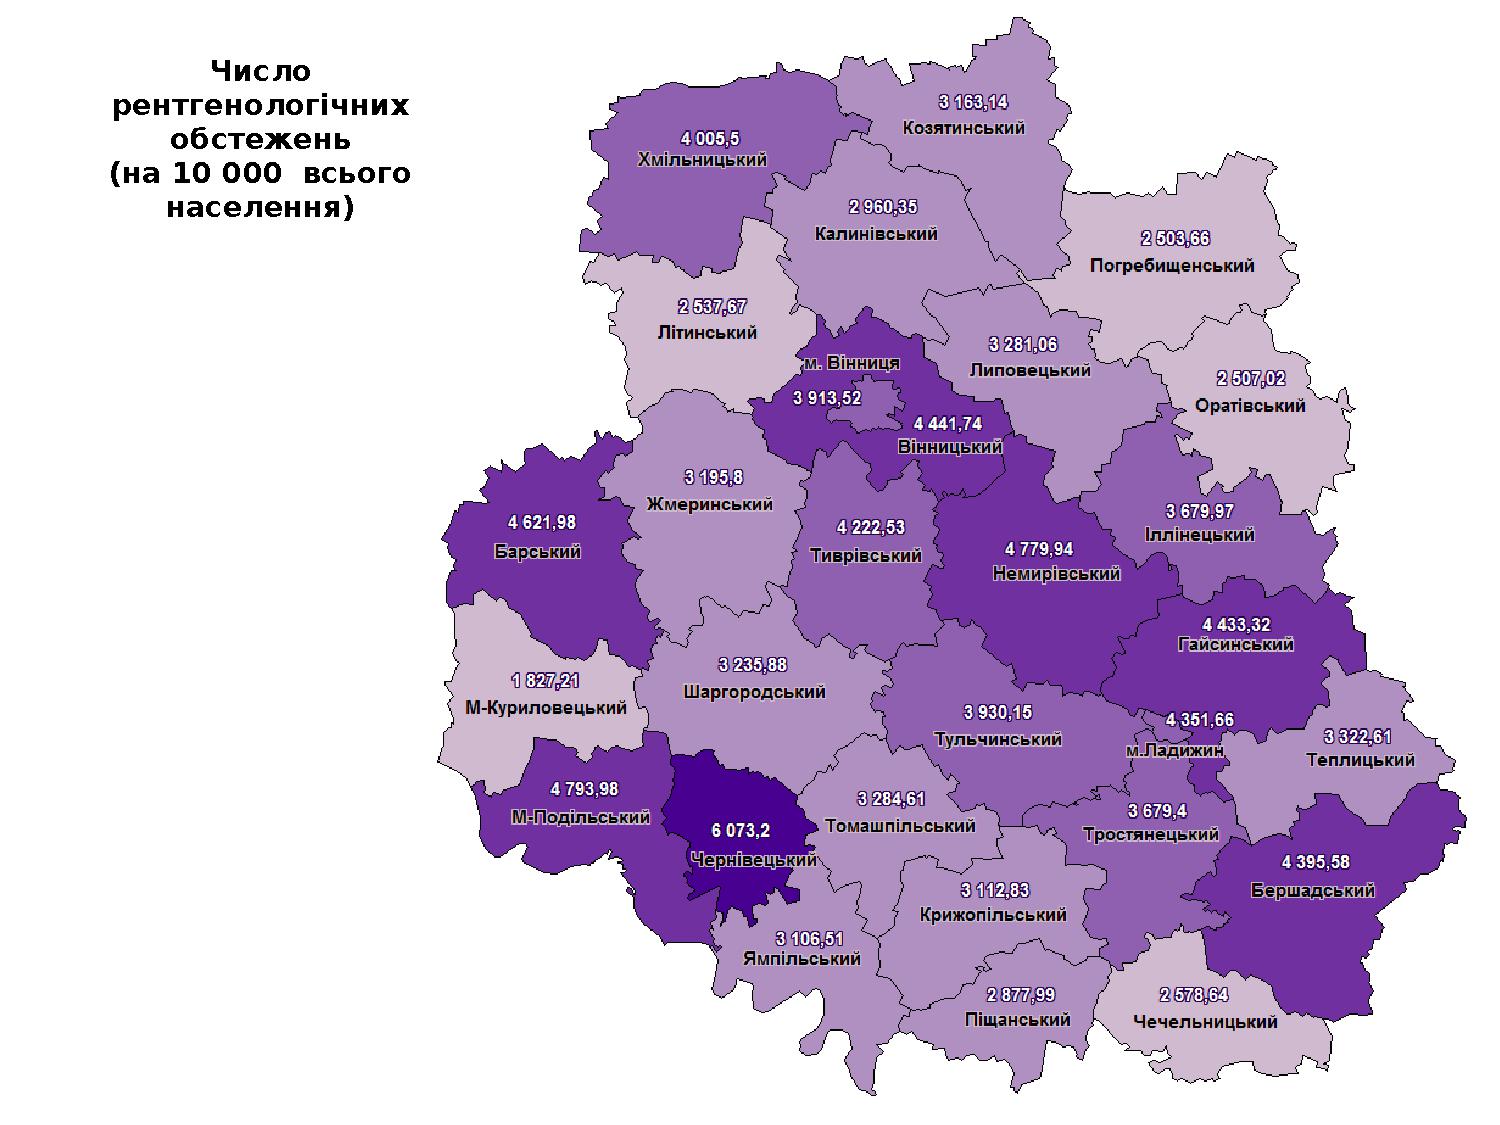 Число
рентгенологічних
обстежень
(на 10 000 всього
населення)
3 163,14
Козятинський
4 005,5
Хмільницький
2 960,35
Калинівський
2 503,66
Погребищенський
2 537,67
Літинський
3 281,06
Липовецький
м. Вінниця
3 913,52
2 507,02
Оратівський
4 441,74
Вінницький
3 195,8
Жмеринський
4 621,98
Барський
4 222,53
Тиврівський
3 679,97
Іллінецький
4 779,94
Немирівський
4 433,32
Гайсинський
3 235,88
Шаргородський
1 827,21
М-Куриловецький
3 930,15
Тульчинський
4 351,66
м.Ладижин
3 322,61
Теплицький
4 793,98
М-Подільський
3 284,61
Томашпільський
3 679,4
Тростянецький
6 073,2
Чернівецький
4 395,58
Бершадський
3 112,83
Крижопільський
3 106,51
Ямпільський
2 877,99
Піщанський
2 578,64
Чечельницький